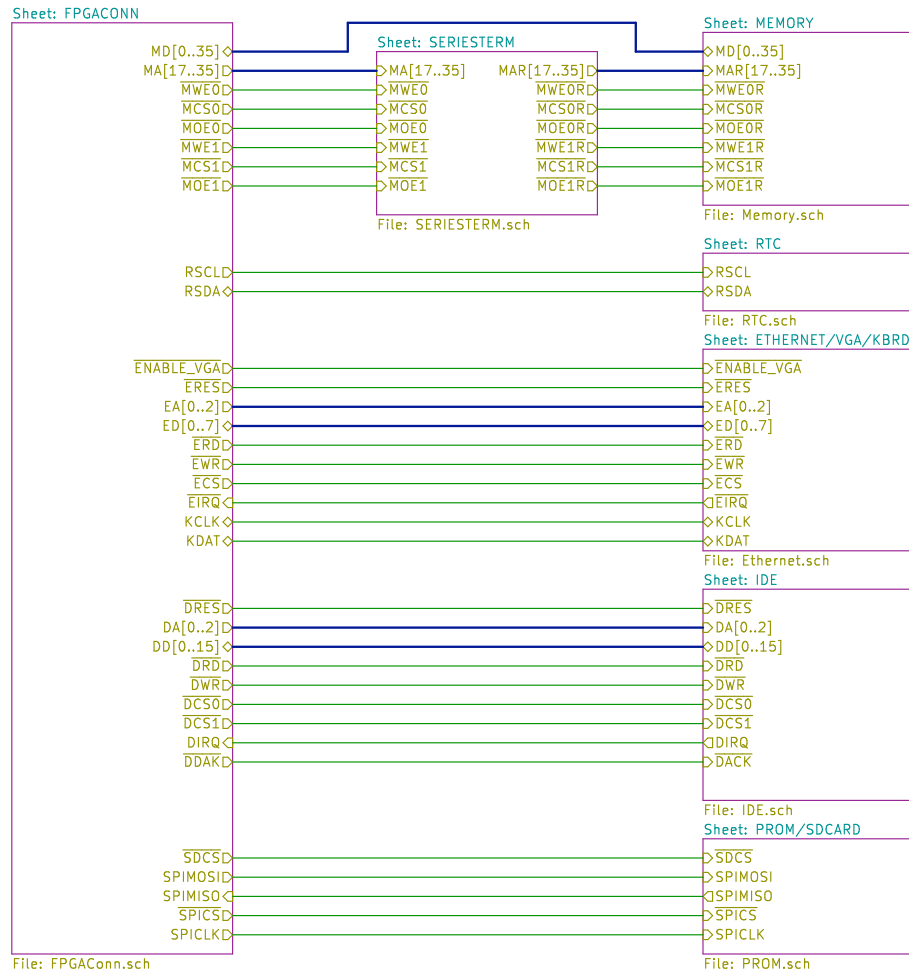 Sheet: FPGACONN
MD[0..35]
MA[17..35]
MWE0
MCS0
MOE0
MWE1
MCS1
MOE1
RSCL
RSDA
ENABLE_VGA
ERES
EA[0..2]
ED[0..7]
ERD
EWR
ECS
EIRQ
KCLK
KDAT
DRES
DA[0..2]
DD[0..15]
DRD
DWR
DCS0
DCS1
DIRQ
DDAK
SDCS
SPIMOSI
SPIMISO
SPICS
SPICLK
File: FPGAConn.sch
Sheet: SERIESTERM
MA[17..35] MAR[17..35]
MWE0 MWE0R
MCS0 MCS0R
MOE0 MOE0R
MWE1 MWE1R
MCS1 MCS1R
MOE1 MOE1R
File: SERIESTERM.sch
Sheet: MEMORY
MD[0..35]
MAR[17..35]
MWE0R
MCS0R
MOE0R
MWE1R
MCS1R
MOE1R
File: Memory.sch
Sheet: RTC
RSCL
RSDA
File: RTC.sch
Sheet: ETHERNET/VGA/KBRD
ENABLE_VGA
ERES
EA[0..2]
ED[0..7]
ERD
EWR
ECS
EIRQ
KCLK
KDAT
File: Ethernet.sch
Sheet: IDE
DRES
DA[0..2]
DD[0..15]
DRD
DWR
DCS0
DCS1
DIRQ
DACK
File: IDE.sch
Sheet: PROM/SDCARD
SDCS
SPIMOSI
SPIMISO
SPICS
SPICLK
File: PROM.sch